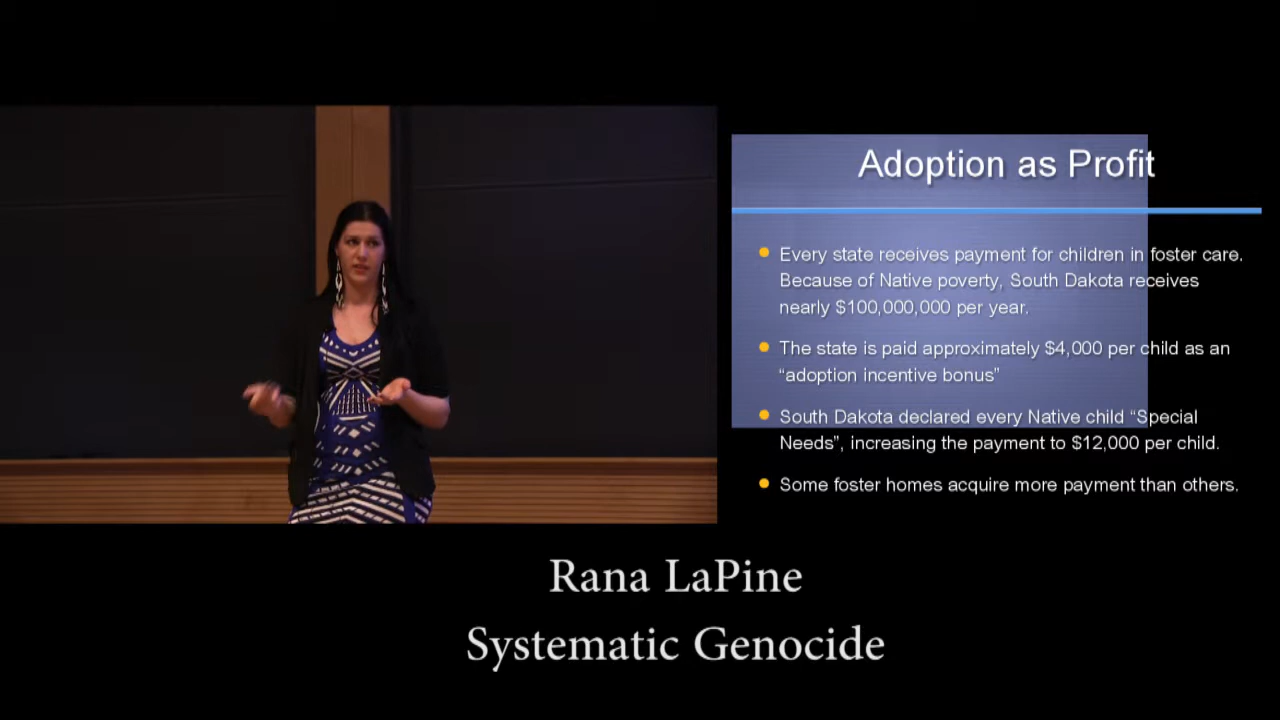 Adoption as Profit
Every state receives payment for children in foster care.
Because of Native poverty, South Dakota receives
nearly $100,000,000 per year.
The state is paid approximately $4,000 per child as an
“adoption incentive bonus”
South Dakota declared every Native child “Special
Needs”, increasing the payment to $12,000 per child.
Some foster homes acquire more payment than others.
Rana LaPine
Systematic Genocide